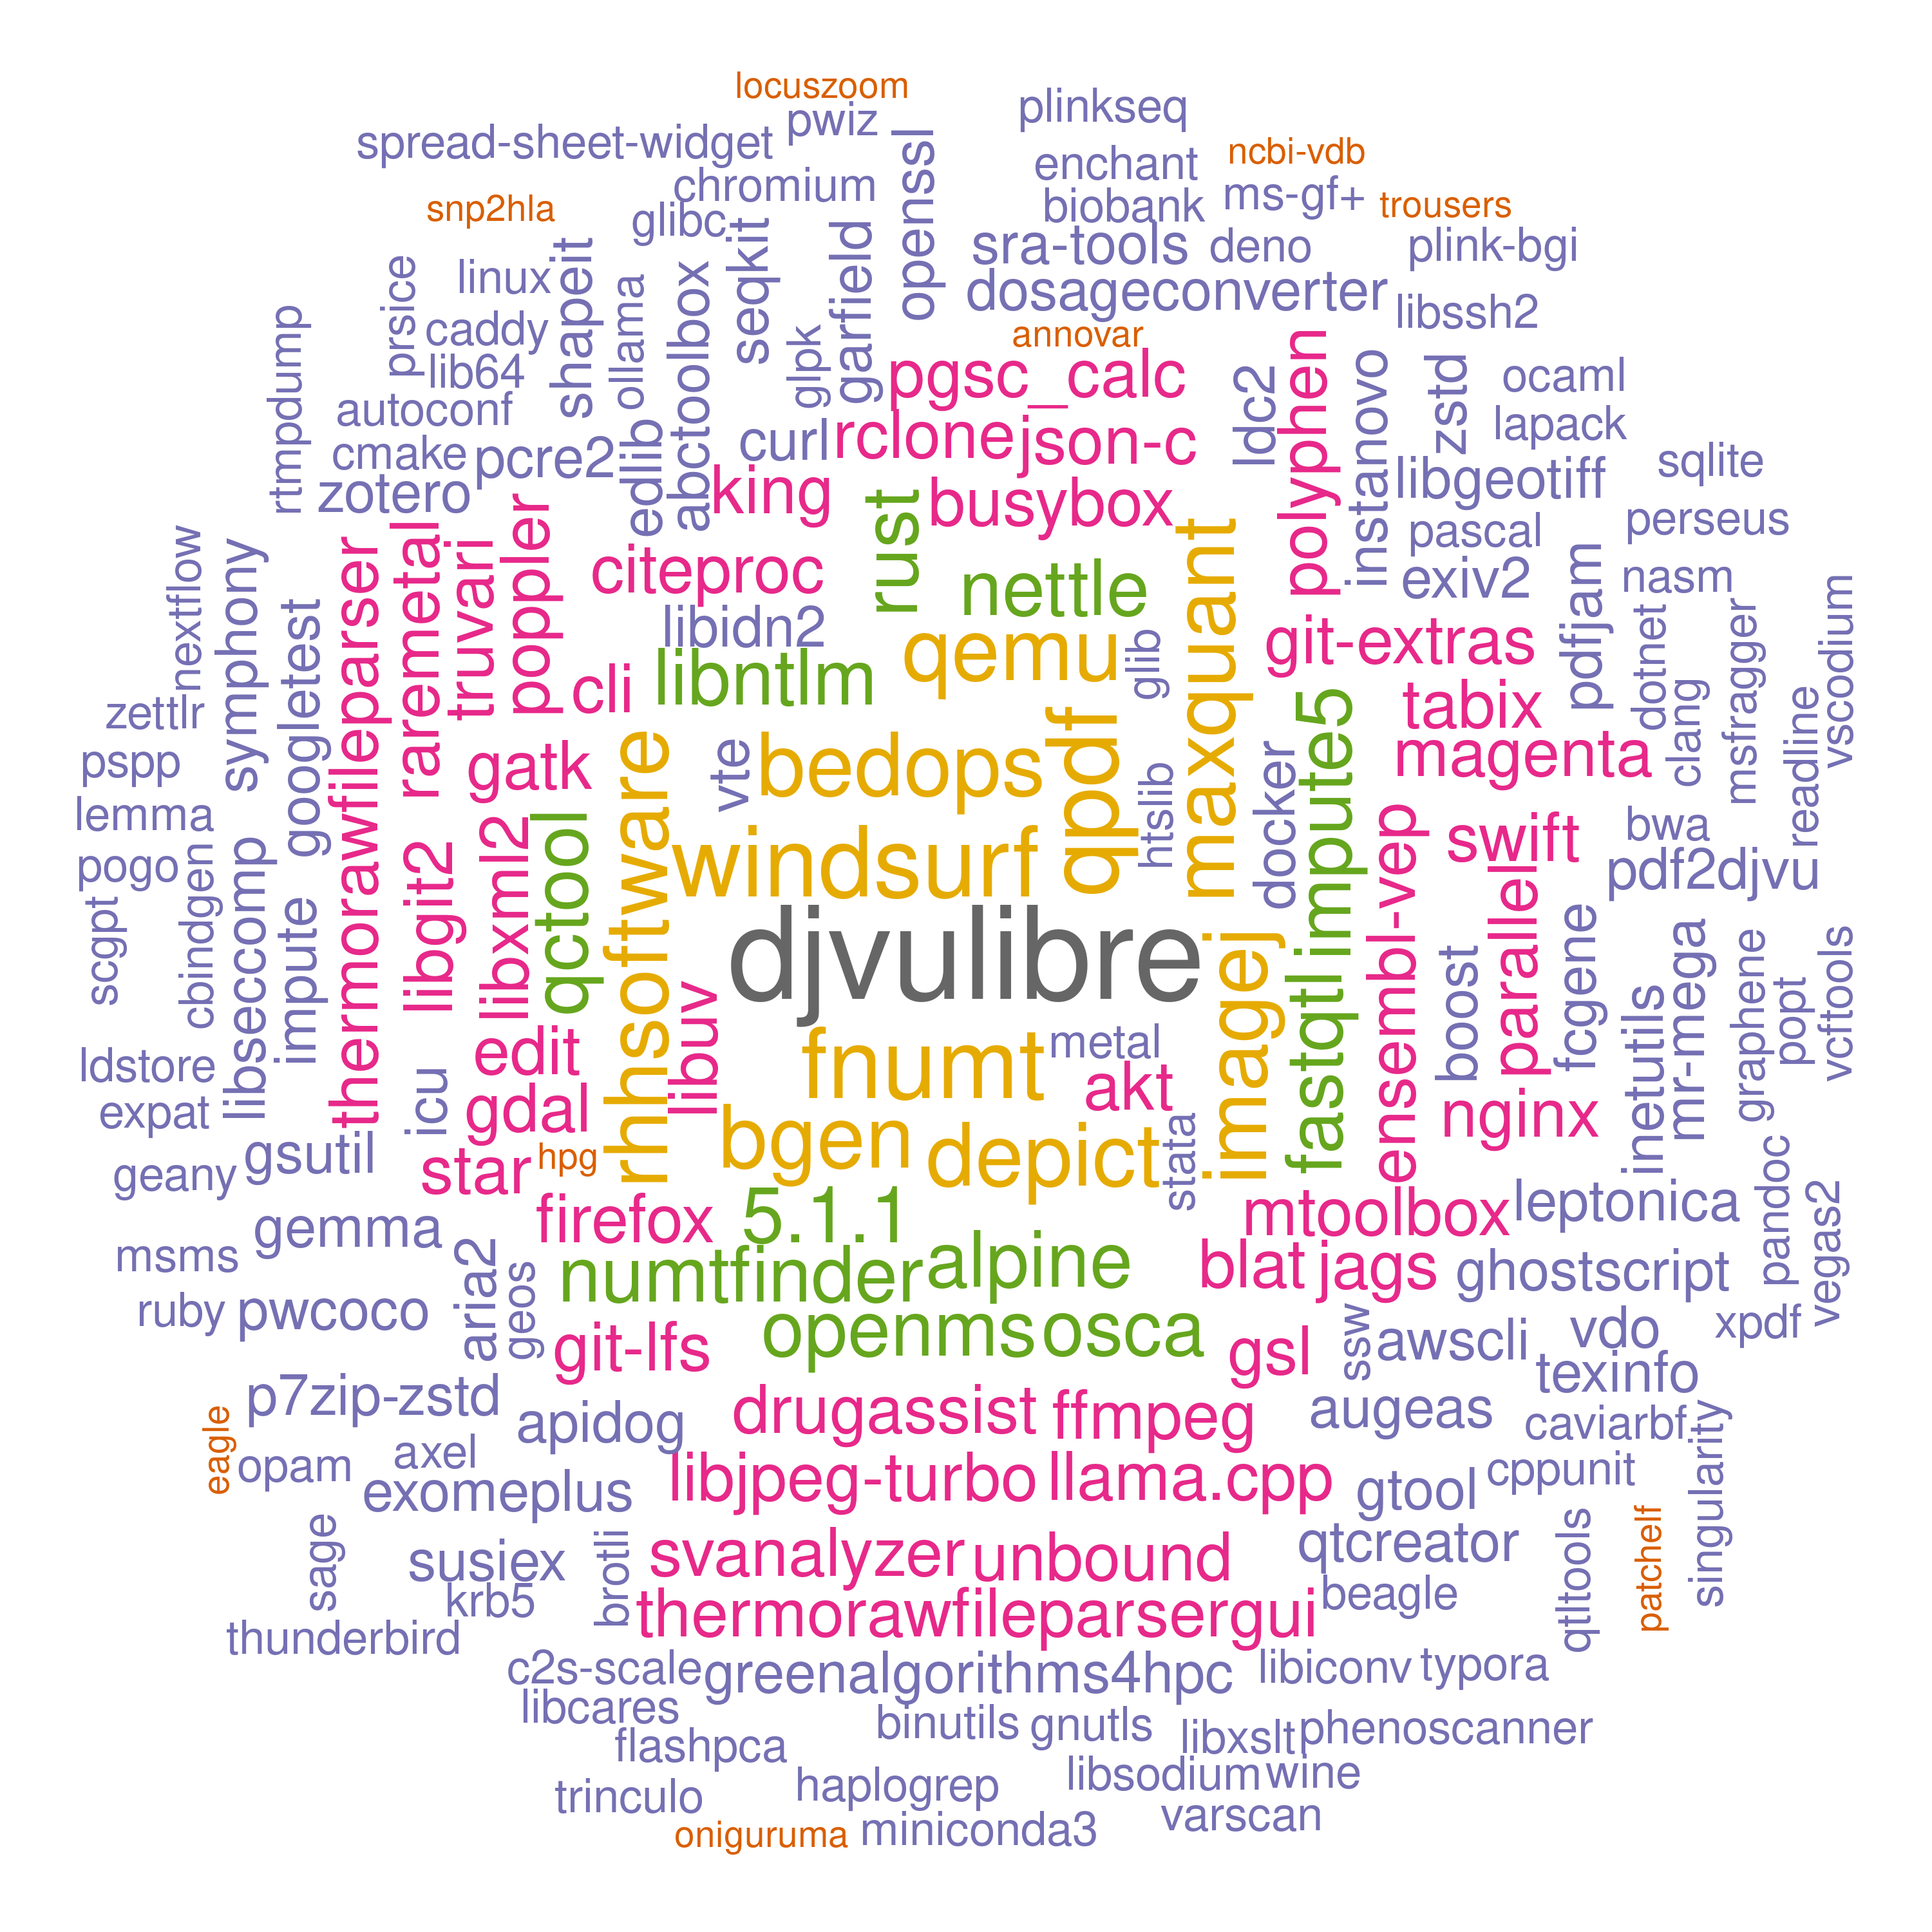 locuszoom
pwiz
plinkseq
spread-sheet-widget
openssl
enchant
ncbi-vdb
chromium
biobank
ms-gf+
trousers
snp2hla
glibc
sra-tools
deno
plink-bgi
linux
prsice
shapeit
ollama
abctoolbox
seqkit
garfield
glpk
dosageconverter
libssh2
caddy
annovar
rtmpdump
lib64
pgsc_calc
ldc2
polyphen
instanovo
zstd
ocaml
autoconf
lapack
cmake
pcre2
edlib
curl
rclone
json-c
sqlite
zotero
king
busybox
libgeotiff
perseus
rust
pascal
nextflow
symphony
googletest
thermorawfileparser
raremetal
truvari
poppler
citeproc
nettle
maxquant
exiv2
pdfjam
nasm
libidn2
qemu
glib
git-extras
dotnet
msfragger
vscodium
cli
libntlm
tabix
zettlr
clang
readline
pspp
gatk
rhnsoftware
vte
bedops
qpdf
htslib
docker
impute5
magenta
lemma
windsurf
swift
bwa
pogo
pdf2djvu
scgpt
cbindgen
libseccomp
impute
libgit2
libxml2
qctool
djvulibre
imagej
fastqtl
ensembl-vep
boost
parallel
fcgene
inetutils
mr-mega
graphene
popt
vcftools
libuv
ldstore
edit
fnumt
metal
expat
icu
gdal
akt
nginx
geany
gsutil
star
hpg
bgen
depict
stata
pandoc
vegas2
gemma
firefox
5.1.1
mtoolbox
leptonica
msms
aria2
geos
numtfinder
alpine
blat
jags
ghostscript
ruby
pwcoco
git-lfs
openms
osca
gsl
ssw
awscli
vdo
xpdf
texinfo
p7zip-zstd
eagle
apidog
drugassist
ffmpeg
augeas
caviarbf
singularity
opam
axel
exomeplus
libjpeg-turbo
llama.cpp
gtool
cppunit
sage
susiex
brotli
svanalyzer
unbound
qtcreator
qtltools
patchelf
krb5
thermorawfileparsergui
beagle
thunderbird
c2s-scale
greenalgorithms4hpc
libiconv
typora
libcares
binutils
gnutls
libxslt
phenoscanner
flashpca
trinculo
haplogrep
libsodium
wine
oniguruma
miniconda3
varscan